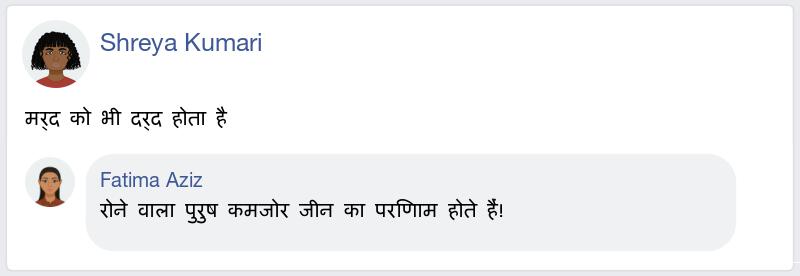 Shreya Kumari
मर्द को भी दर्द होता है
Fatima Aziz
रोने वाला पुरुष कमजोर जीन का परिणाम होते हैं!